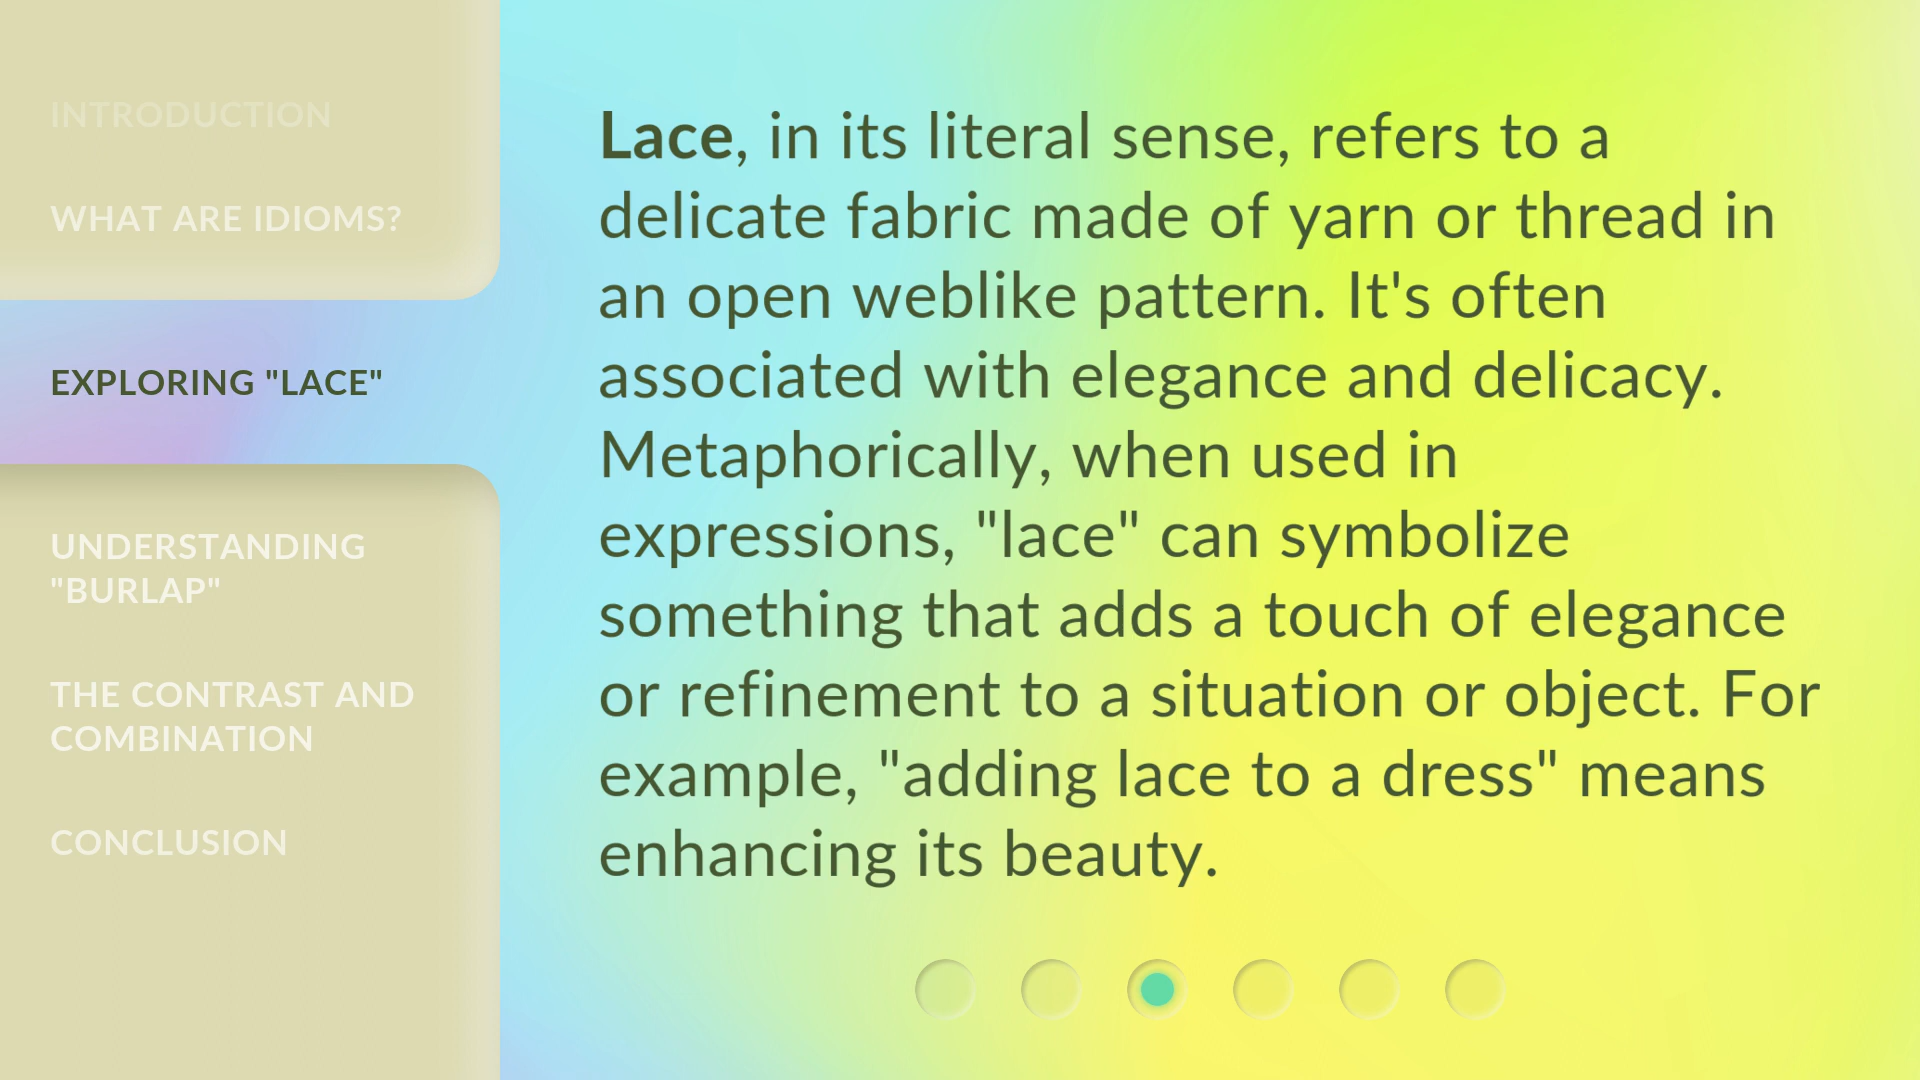 INTRODUCTION
WHAT ARE IDIOMS?
EXPLORING "LACE"
UNDERSTANDING
"BURLAP"
THE CONTRAST AND
COMBINATION
CONCLUSION
Lace, in its literal sense, refers to a
delicate fabric made of yarn or thread in
an open weblike pattern. It's often
associated with elegance and delicacy.
Metaphorically, when used in
expressions, "lace" can symbolize
something that adds a touch of elegance
or refinement to a situation or object. For
example, "adding lace to a dress" means
enhancing its beauty.